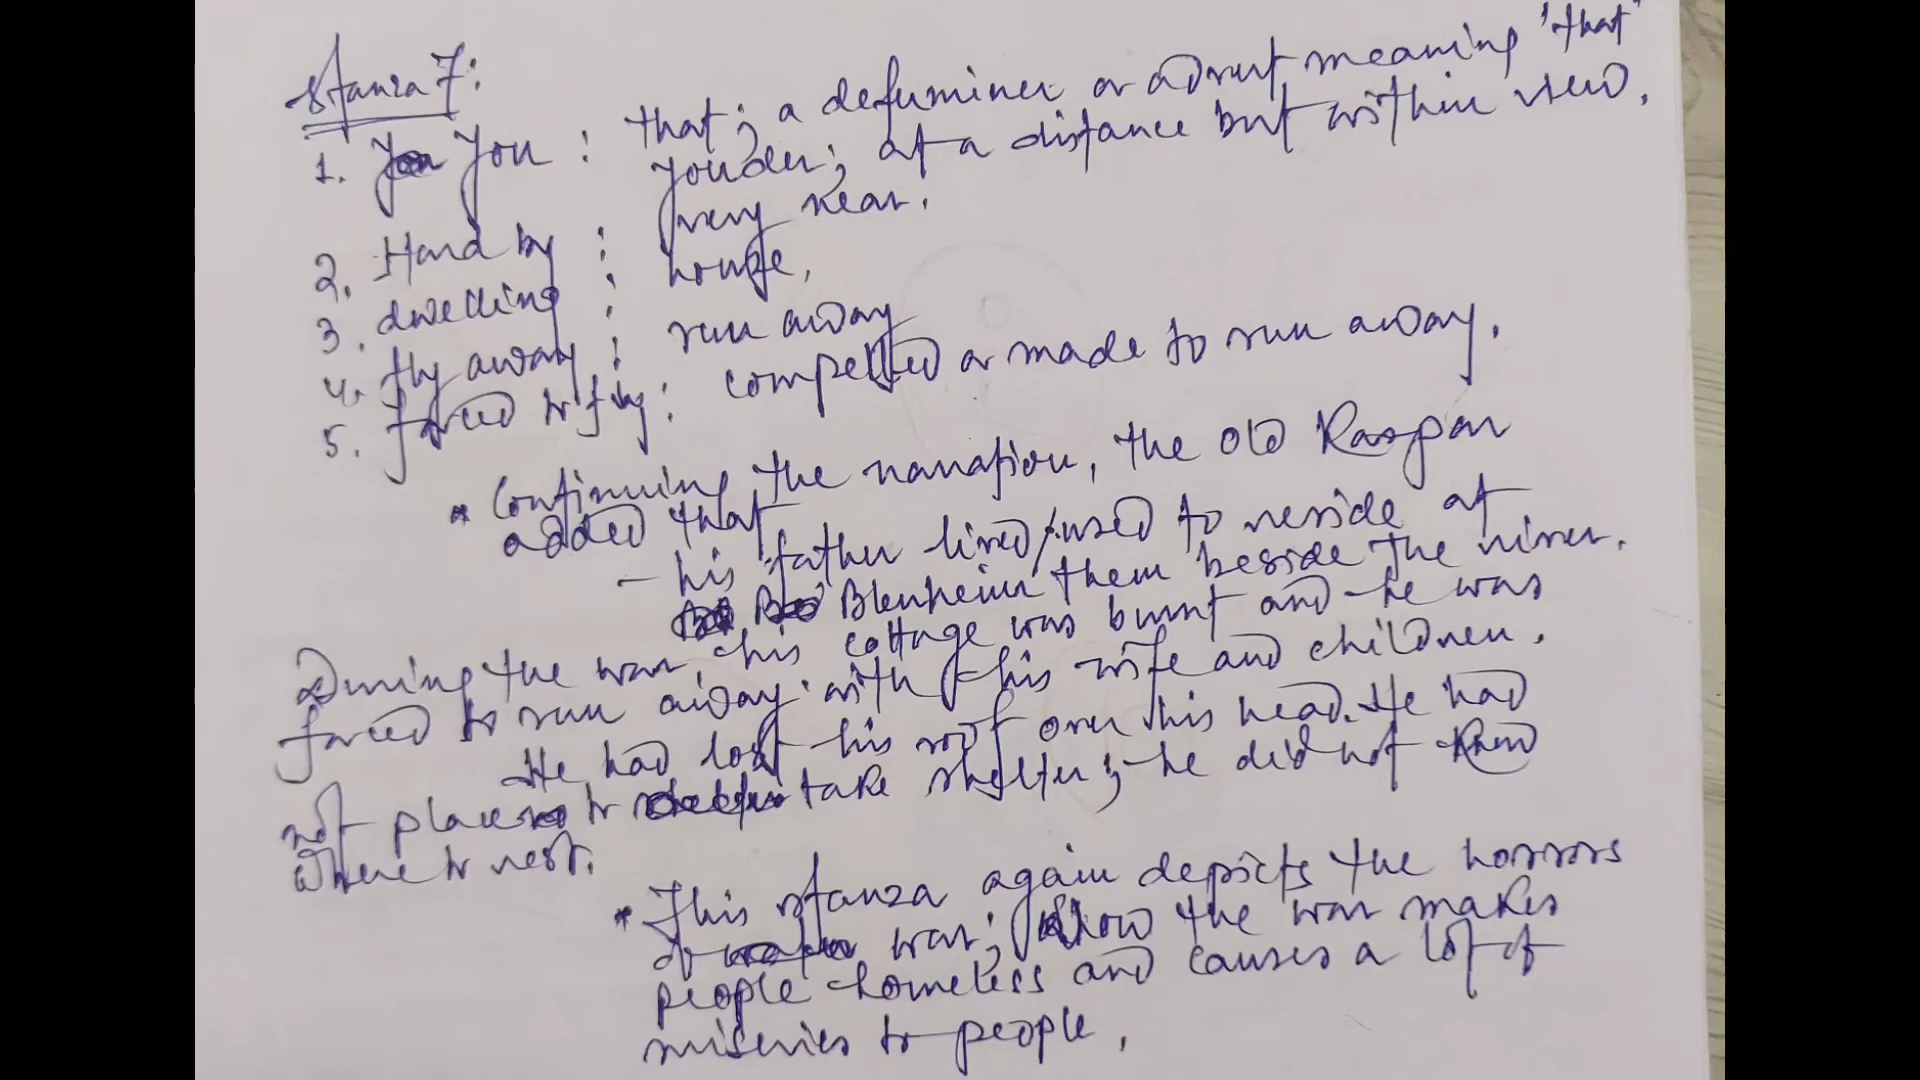 Stanza 7:
1. Yon : that; a determiner or adverb meaning 'that'
yonder; at a distance but within view.
2. Hard by : very near.
3. dwelling : house,
4. fly away : run away
5. forced to fly : compelled or made to run away.
* Continuing the narration, the old Kaspar
added that
– his father lived/used to reside at
Blenheim then beside the river.
During the war his cottage was burnt and he was
forced to run away with his wife and children.
He had lost his roof over his head. He had
not place to take shelter; he did not know
where to rest.
* This stanza again depicts the horrors
of war; how the war makes
people homeless and causes a lot of
miseries to people,